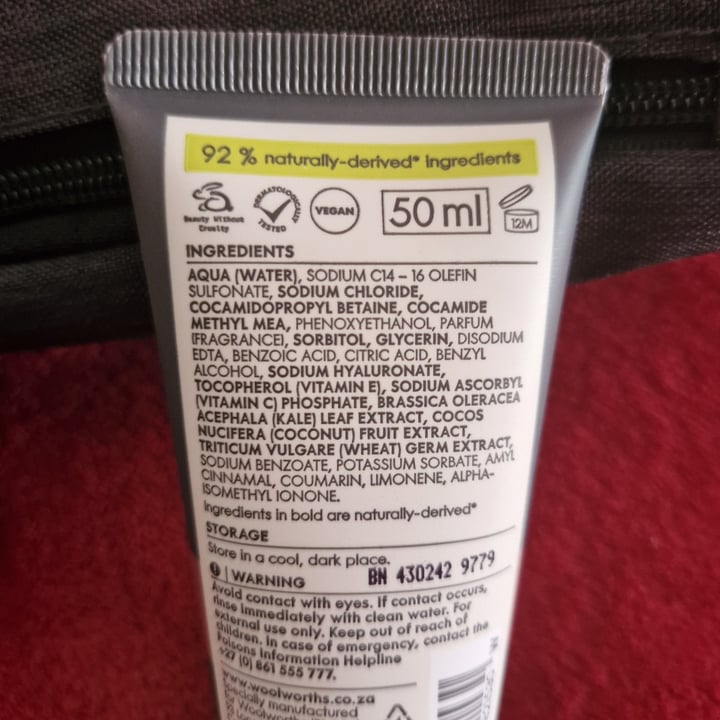 92 % naturally-derived* ingredients
Beauty Without
Cruelty
DERMATOLOGICALLY
TESTED
VEGAN
50 ml
12M
INGREDIENTS
AQUA (WATER), SODIUM C14 – 16 OLEFIN
SULFONATE, SODIUM CHLORIDE,
COCAMIDOPROPYL BETAINE, COCAMIDE
METHYL MEA, PHENOXYETHANOL, PARFUM
(FRAGRANCE), SORBITOL, GLYCERIN, DISODIUM
EDTA, BENZOIC ACID, CITRIC ACID, BENZYL
ALCOHOL, SODIUM HYALURONATE,
TOCOPHEROL (VITAMIN E), SODIUM ASCORBYL
(VITAMIN C) PHOSPHATE, BRASSICA OLERACEA
ACEPHALA (KALE) LEAF EXTRACT, COCOS
NUCIFERA (COCONUT) FRUIT EXTRACT,
TRITICUM VULGARE (WHEAT) GERM EXTRACT,
SODIUM BENZOATE, POTASSIUM SORBATE, AMYL
CINNAMAL, COUMARIN, LIMONENE, ALPHA-
ISOMETHYL IONONE.
Ingredients in bold are naturally-derived*
STORAGE
Store in a cool, dark place.
BN 430242 9779
WARNING
Avoid contact with eyes. If contact occurs,
rinse immediately with clean water. For
external use only. Keep out of reach of
children. In case of emergency, contact the
Poisons Information Helpline
+27 (0) 861 555 777.
www.woolworths.co.za
Specially manufactured
Woolworths